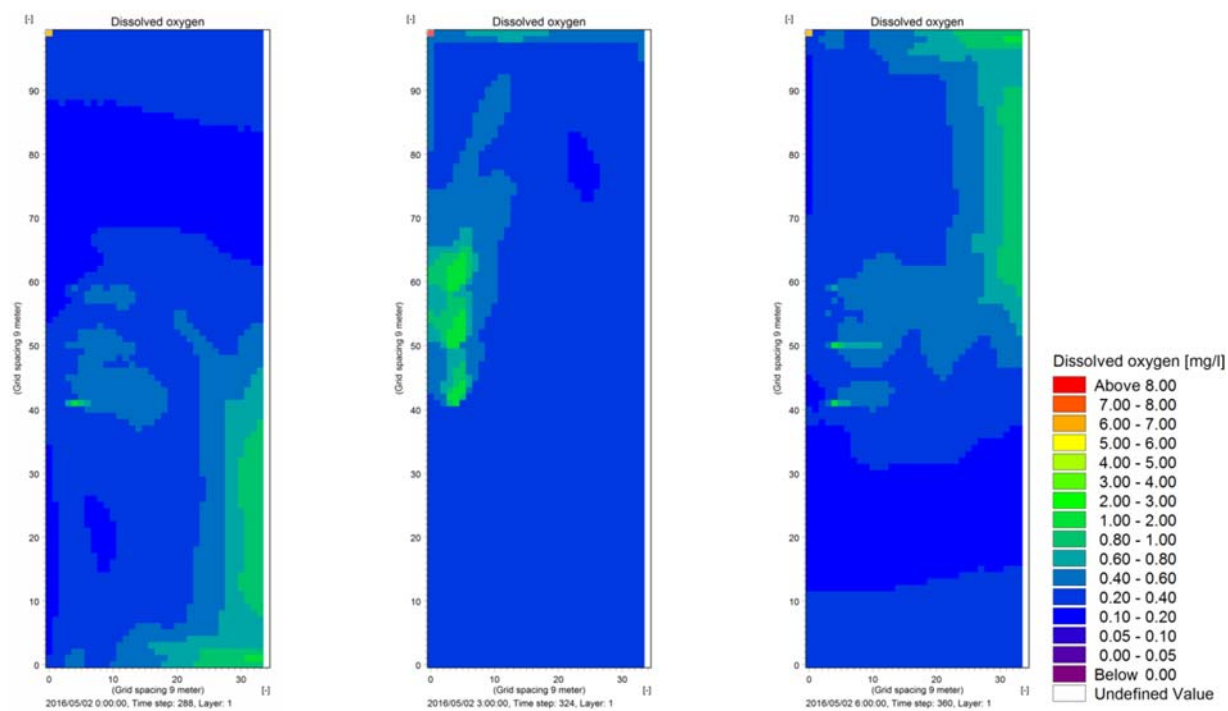 [-] Dissolved oxygen
90
80
70
60
50
40
30
20
10
0
(Grid spacing 9 meter)
0 10 20 30
(Grid spacing 9 meter) [-]
2016/05/02 0:00:00, Time step: 288, Layer: 1
[-] Dissolved oxygen
90
80
70
60
50
40
30
20
10
0
(Grid spacing 9 meter)
0 10 20 30
(Grid spacing 9 meter) [-]
2016/05/02 3:00:00, Time step: 324, Layer: 1
[-] Dissolved oxygen
90
80
70
60
50
40
30
20
10
0
(Grid spacing 9 meter)
0 10 20 30
(Grid spacing 9 meter) [-]
2016/05/02 6:00:00, Time step: 360, Layer: 1
Dissolved oxygen [mg/l]
Above 8.00
7.00 - 8.00
6.00 - 7.00
5.00 - 6.00
4.00 - 5.00
3.00 - 4.00
2.00 - 3.00
1.00 - 2.00
0.80 - 1.00
0.60 - 0.80
0.40 - 0.60
0.20 - 0.40
0.10 - 0.20
0.05 - 0.10
0.00 - 0.05
Below 0.00
Undefined Value